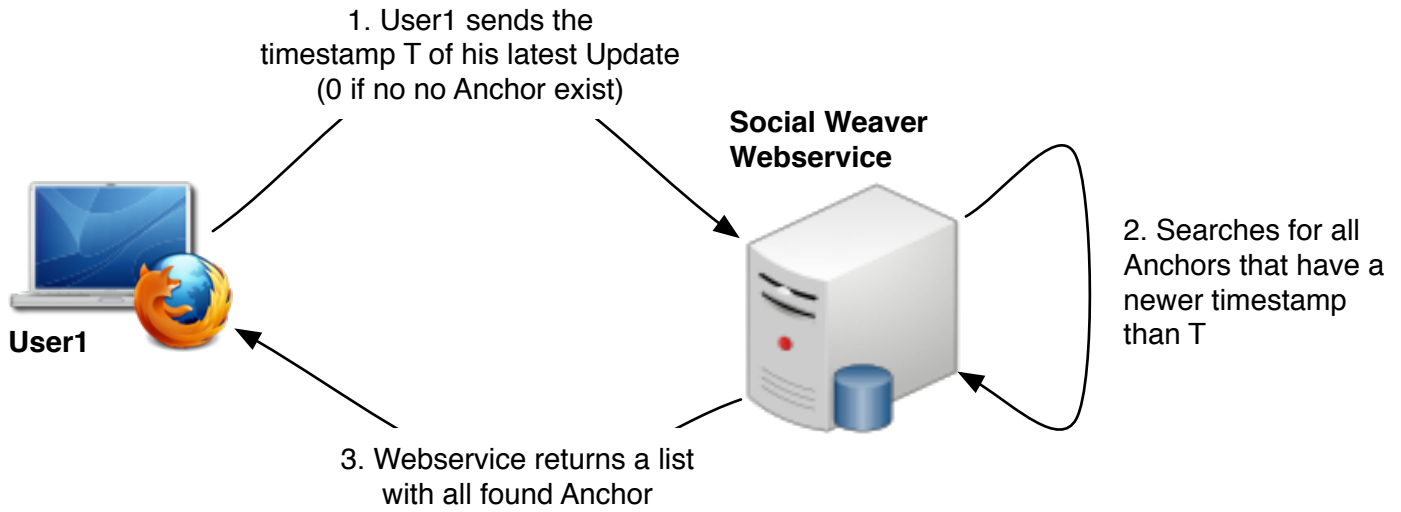 1. User1 sends the
timestamp T of his latest Update
(0 if no no Anchor exist)
Social Weaver
Webservice
2. Searches for all
Anchors that have a
newer timestamp
than T
User1
3. Webservice returns a list
with all found Anchor